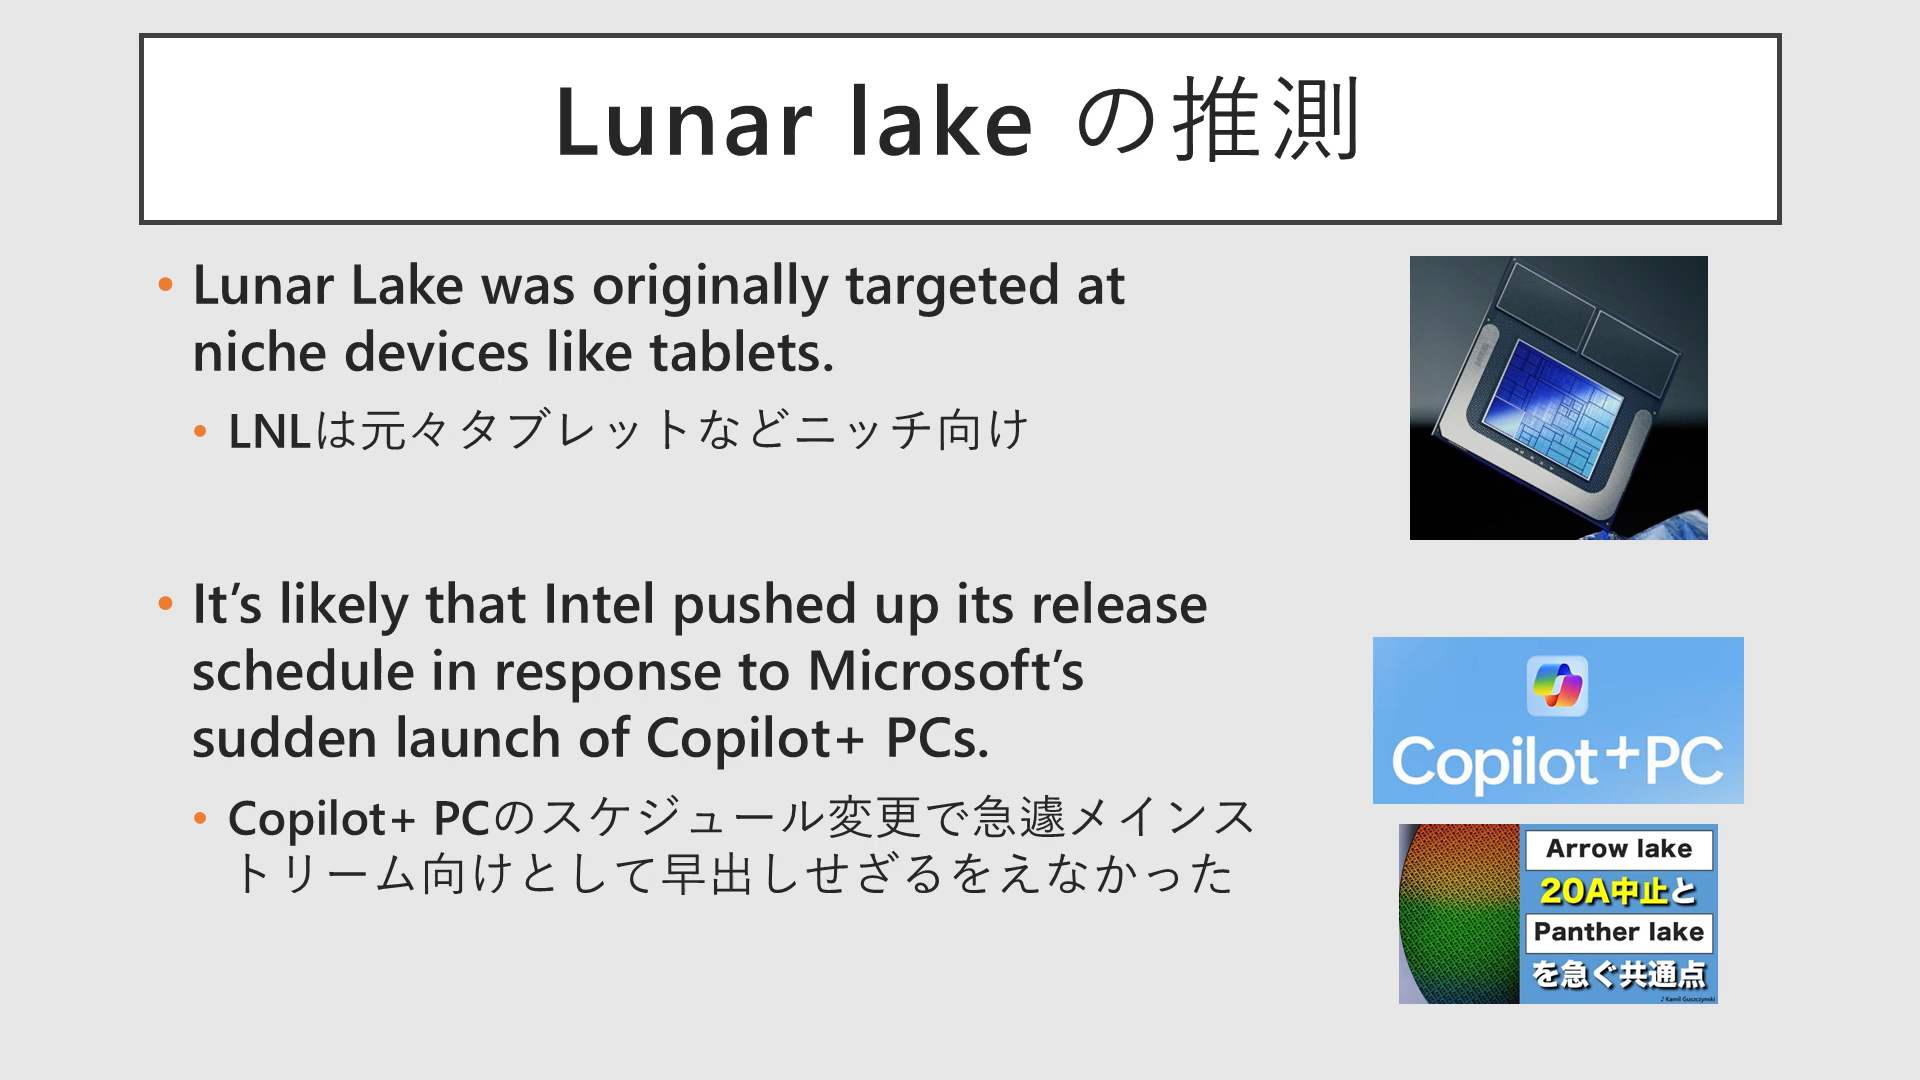 Lunar lake の推測
• Lunar Lake was originally targeted at
niche devices like tablets.
• LNLは元々タブレットなどニッチ向け
• It’s likely that Intel pushed up its release
schedule in response to Microsoft’s
sudden launch of Copilot+ PCs.
• Copilot+ PCのスケジュール変更で急遽メインス
トリーム向けとして早出しせざるをえなかった
Copilot+PC
Arrow lake
20A中止と
Panther lake
を急ぐ共通点
♪ Kamil Guszczynski